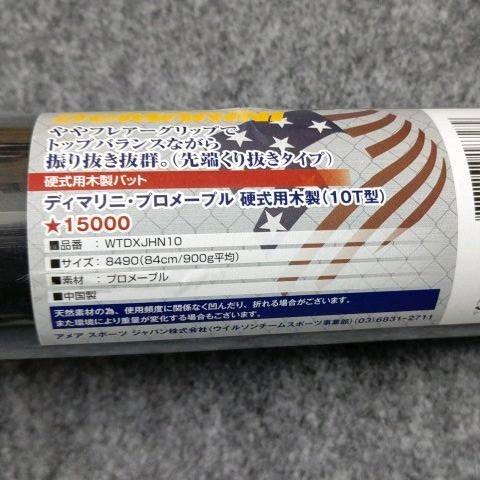 ややフレアーグリップで
トップバランスながら
振り抜き抜群。(先端くり抜きタイプ)
硬式用木製バット
ディマリニ・プロメープル 硬式用木製(10T型)
★15000
■品番 : WTDXJHN10
■サイズ : 8490(84cm/900g平均)
■素材 : プロメープル
■中国製
天然素材の為、使用頻度に関係なく凹んだり、折れる場合がございます。
また環境により重量が変化する場合もございます。
アメア スポーツ ジャパン株式会社(ウイルソンチームスポーツ事業部) (03)6831-2711